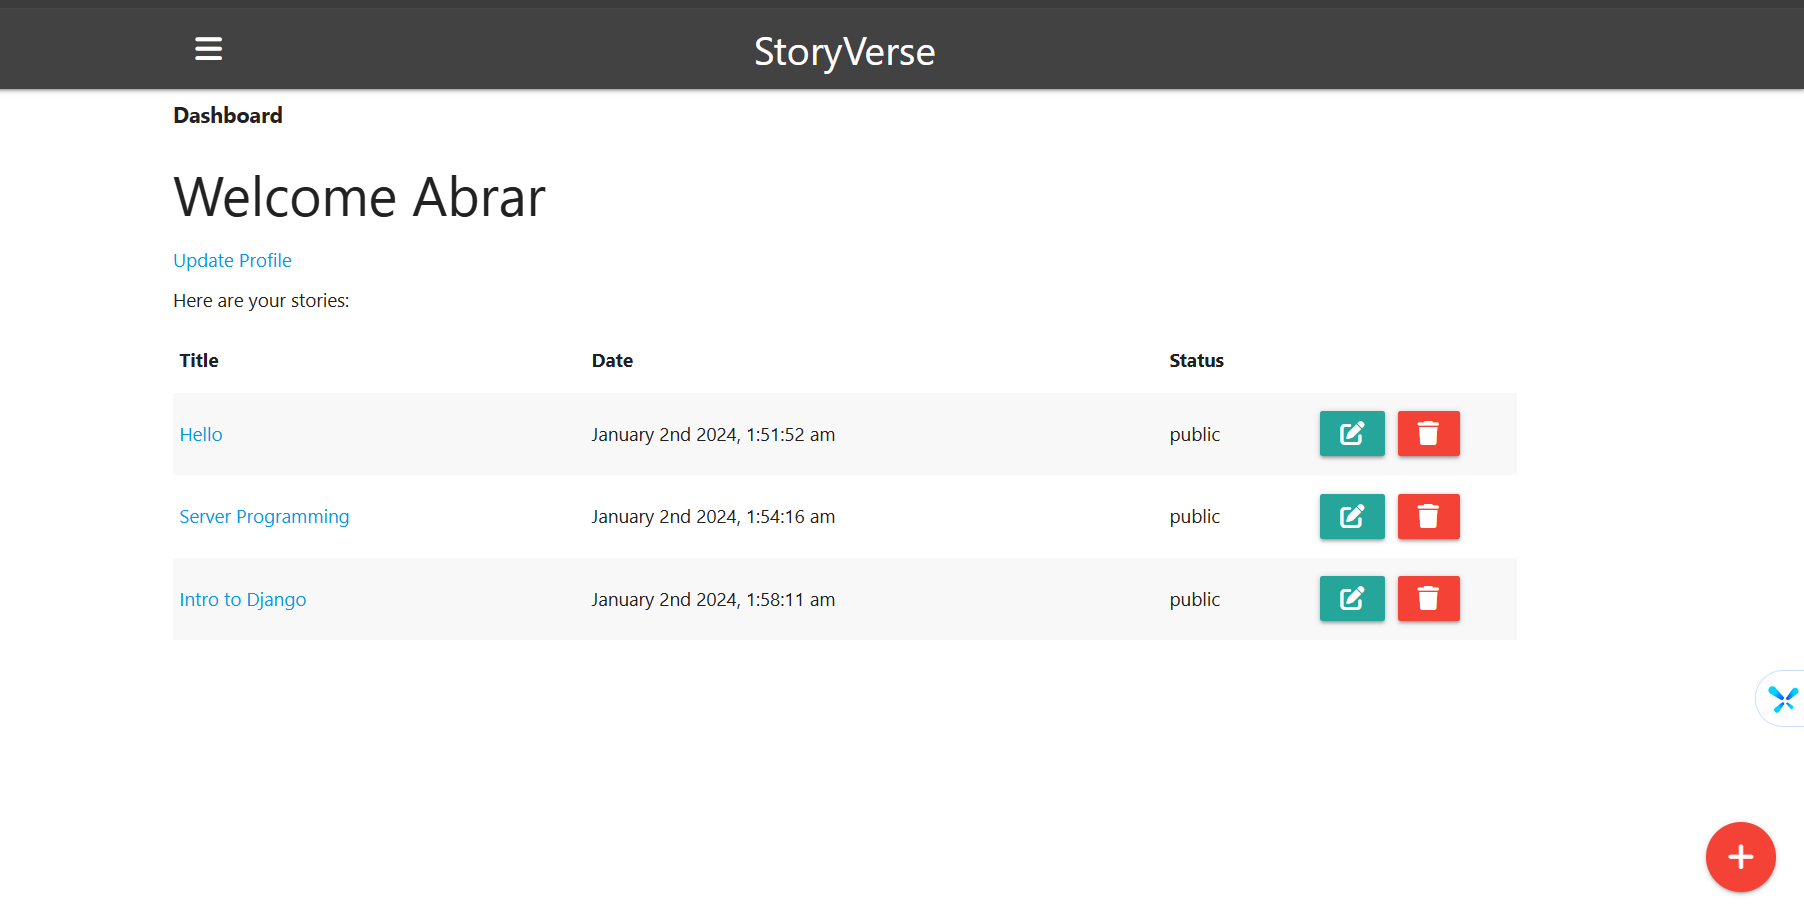 StoryVerse
Dashboard
Welcome Abrar
Update Profile
Here are your stories:
Title Date Status
Hello January 2nd 2024, 1:51:52 am public
Server Programming January 2nd 2024, 1:54:16 am public
Intro to Django January 2nd 2024, 1:58:11 am public